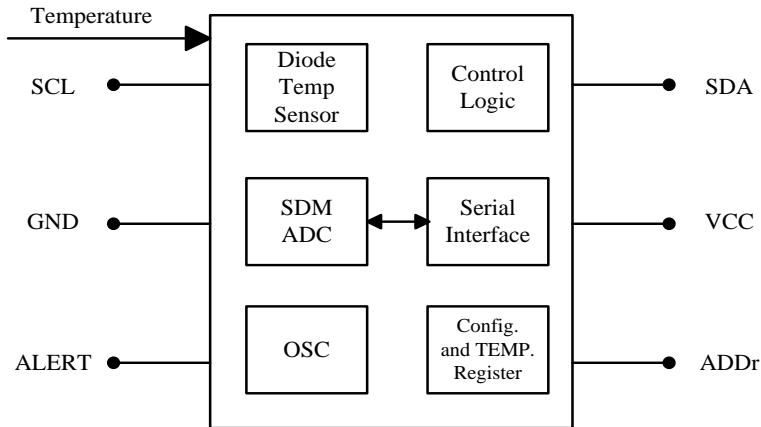 Temperature
SCL
Diode
Temp
Sensor
Control
Logic
SDA
GND
SDM
ADC
Serial
Interface
VCC
ALERT
OSC
Config.
and TEMP.
Register
ADDr